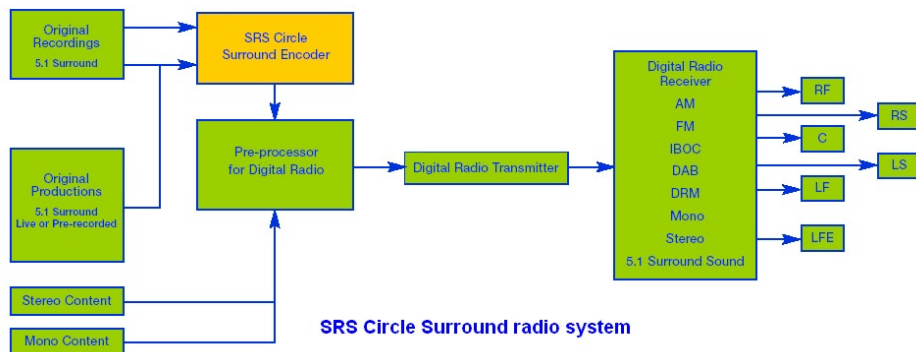 Original
Recordings
5.1 Surround
SRS Circle
Surround Encoder
Original
Productions
5.1 Surround
Live or Pre-recorded
Pre-processor
for Digital Radio
Stereo Content
Mono Content
Digital Radio Transmitter
Digital Radio
Receiver
AM
FM
IBOC
DAB
DRM
Mono
Stereo
5.1 Surround Sound
RF
RS
C
LS
LF
LFE
SRS Circle Surround radio system